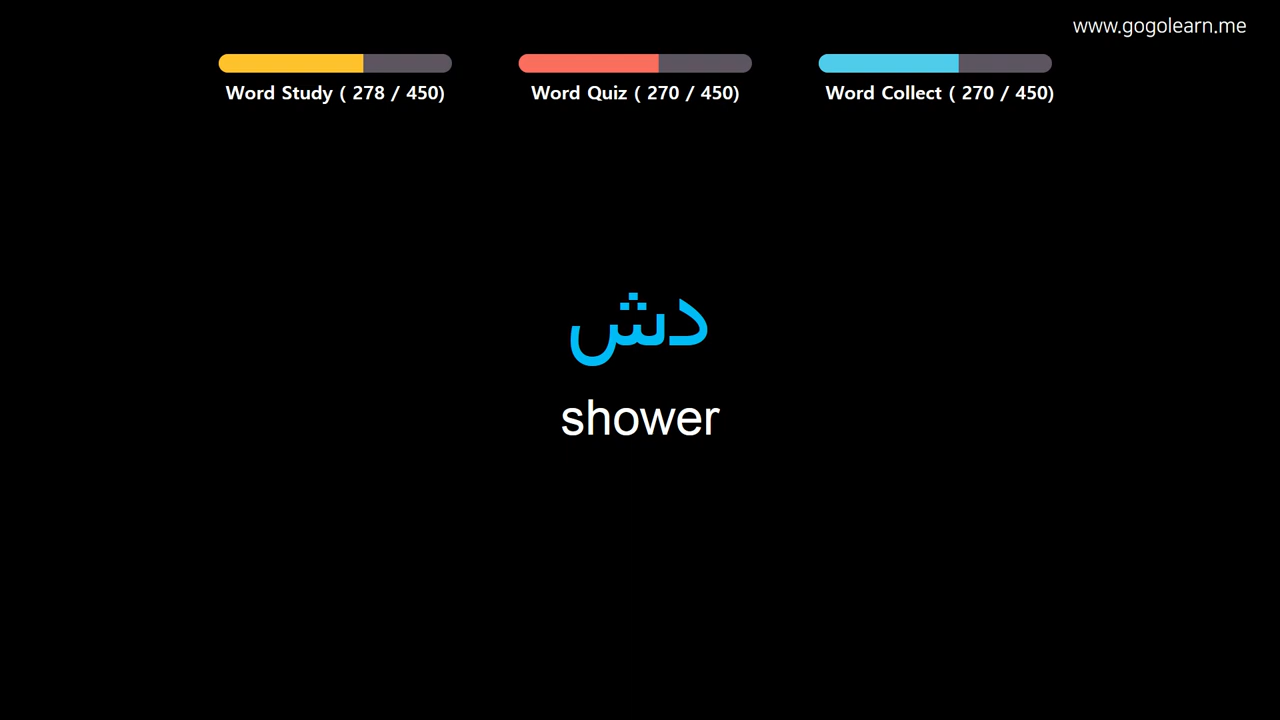 www.gogolearn.me
Word Study ( 278 / 450)
Word Quiz ( 270 / 450)
Word Collect ( 270 / 450)
دش
shower